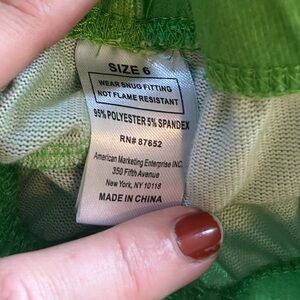 SIZE 6
WEAR SNUG FITTING
NOT FLAME RESISTANT
95% POLYESTER 5% SPANDEX
RN# 87652
American Marketing Enterprise INC.
350 Fifth Avenue
New York, NY 10118
MADE IN CHINA